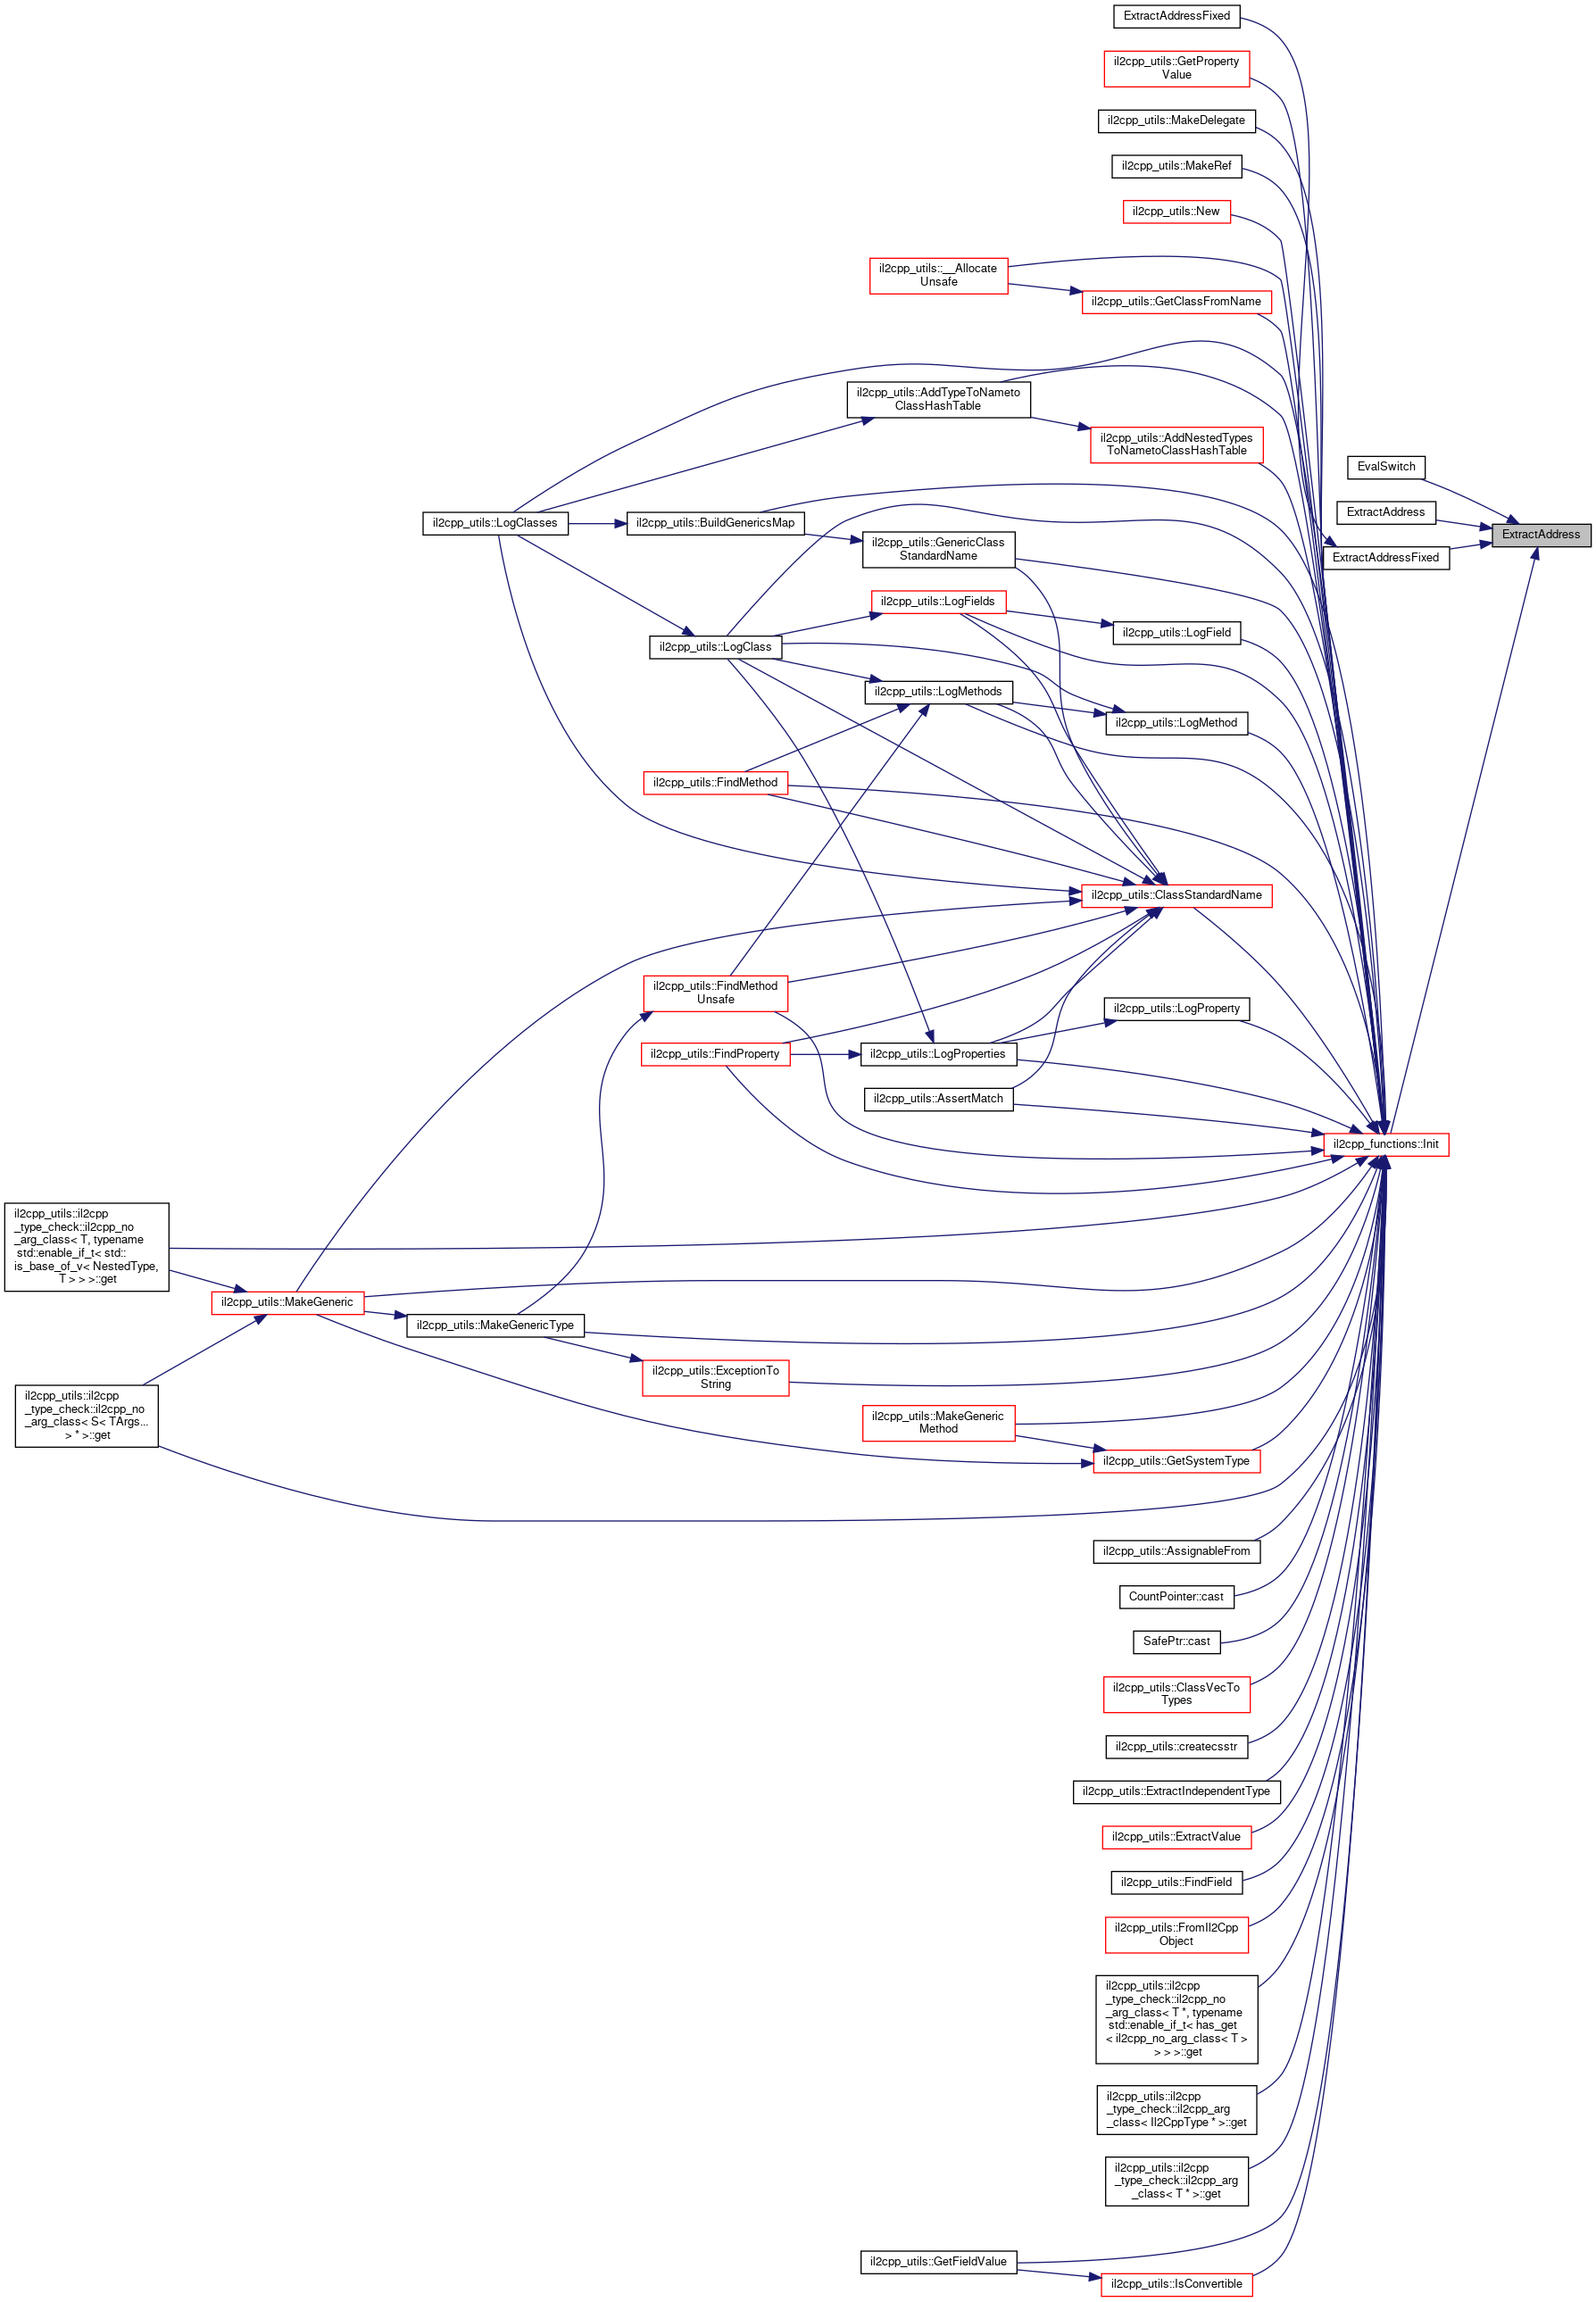 ExtractAddressFixed
il2cpp_utils::GetProperty
Value
il2cpp_utils::MakeDelegate
il2cpp_utils::MakeRef
il2cpp_utils::New
il2cpp_utils::__Allocate
Unsafe
il2cpp_utils::GetClassFromName
il2cpp_utils::AddTypeToNameto
ClassHashTable
il2cpp_utils::AddNestedTypes
ToNametoClassHashTable
EvalSwitch
ExtractAddress
ExtractAddress
ExtractAddressFixed
il2cpp_utils::LogClasses
il2cpp_utils::BuildGenericsMap
il2cpp_utils::GenericClass
StandardName
il2cpp_utils::LogFields
il2cpp_utils::LogField
il2cpp_utils::LogClass
il2cpp_utils::LogMethods
il2cpp_utils::LogMethod
il2cpp_utils::FindMethod
il2cpp_utils::ClassStandardName
il2cpp_utils::FindMethod
Unsafe
il2cpp_utils::LogProperty
il2cpp_utils::FindProperty
il2cpp_utils::LogProperties
il2cpp_utils::AssertMatch
il2cpp_functions::Init
il2cpp_utils::il2cpp
_type_check::il2cpp_no
_arg_class< T, typename
std::enable_if_t< std::
is_base_of_v< NestedType,
T > > >::get
il2cpp_utils::MakeGeneric
il2cpp_utils::MakeGenericType
il2cpp_utils::ExceptionTo
String
il2cpp_utils::il2cpp
_type_check::il2cpp_no
_arg_class< S< TArgs...
> * >::get
il2cpp_utils::MakeGeneric
Method
il2cpp_utils::GetSystemType
il2cpp_utils::AssignableFrom
CountPointer::cast
SafePtr::cast
il2cpp_utils::ClassVecTo
Types
il2cpp_utils::createcsstr
il2cpp_utils::ExtractIndependentType
il2cpp_utils::ExtractValue
il2cpp_utils::FindField
il2cpp_utils::FromIl2Cpp
Object
il2cpp_utils::il2cpp
_type_check::il2cpp_no
_arg_class< T *, typename
std::enable_if_t< has_get
< il2cpp_no_arg_class< T >
> > >::get
il2cpp_utils::il2cpp
_type_check::il2cpp_arg
_class< Il2CppType * >::get
il2cpp_utils::il2cpp
_type_check::il2cpp_arg
_class< T * >::get
il2cpp_utils::GetFieldValue
il2cpp_utils::IsConvertible